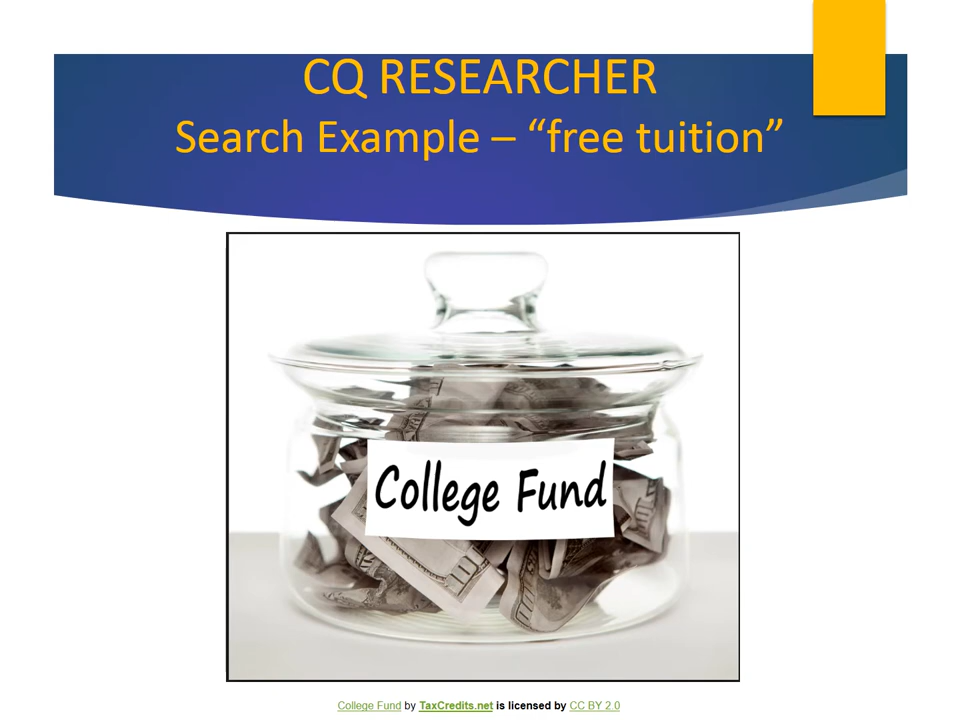 CQ RESEARCHER
Search Example – “free tuition”
College Fund
College Fund by TaxCredits.net is licensed by CC BY 2.0